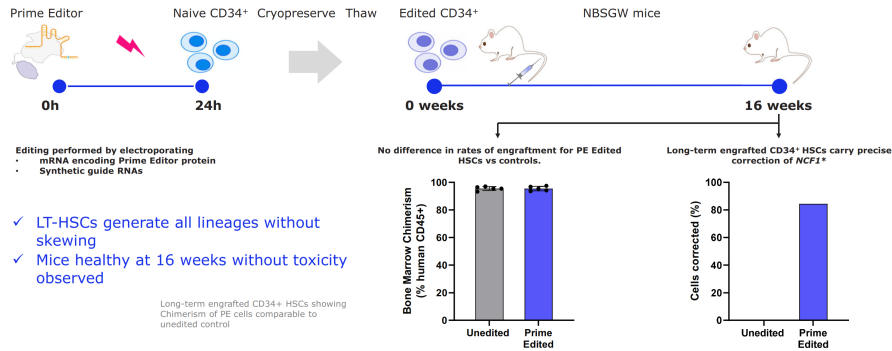 Prime Editor
Naive CD34⁺
Cryopreserve
Thaw
Edited CD34⁺
NBSGW mice
0h
24h
0 weeks
16 weeks
Editing performed by electroporating
• mRNA encoding Prime Editor protein
• Synthetic guide RNAs
✓ LT-HSCs generate all lineages without
skewing
✓ Mice healthy at 16 weeks without toxicity
observed
Long-term engrafted CD34+ HSCs showing
Chimerism of PE cells comparable to
unedited control
No difference in rates of engraftment for PE Edited
HSCs vs controls.
Bone Marrow Chimerism
(% human CD45+)
100
80
60
40
20
0
Unedited
Prime
Edited
Long-term engrafted CD34⁺ HSCs carry precise
correction of NCF1*
Cells corrected (%)
100
80
60
40
20
0
Unedited
Prime
Edited